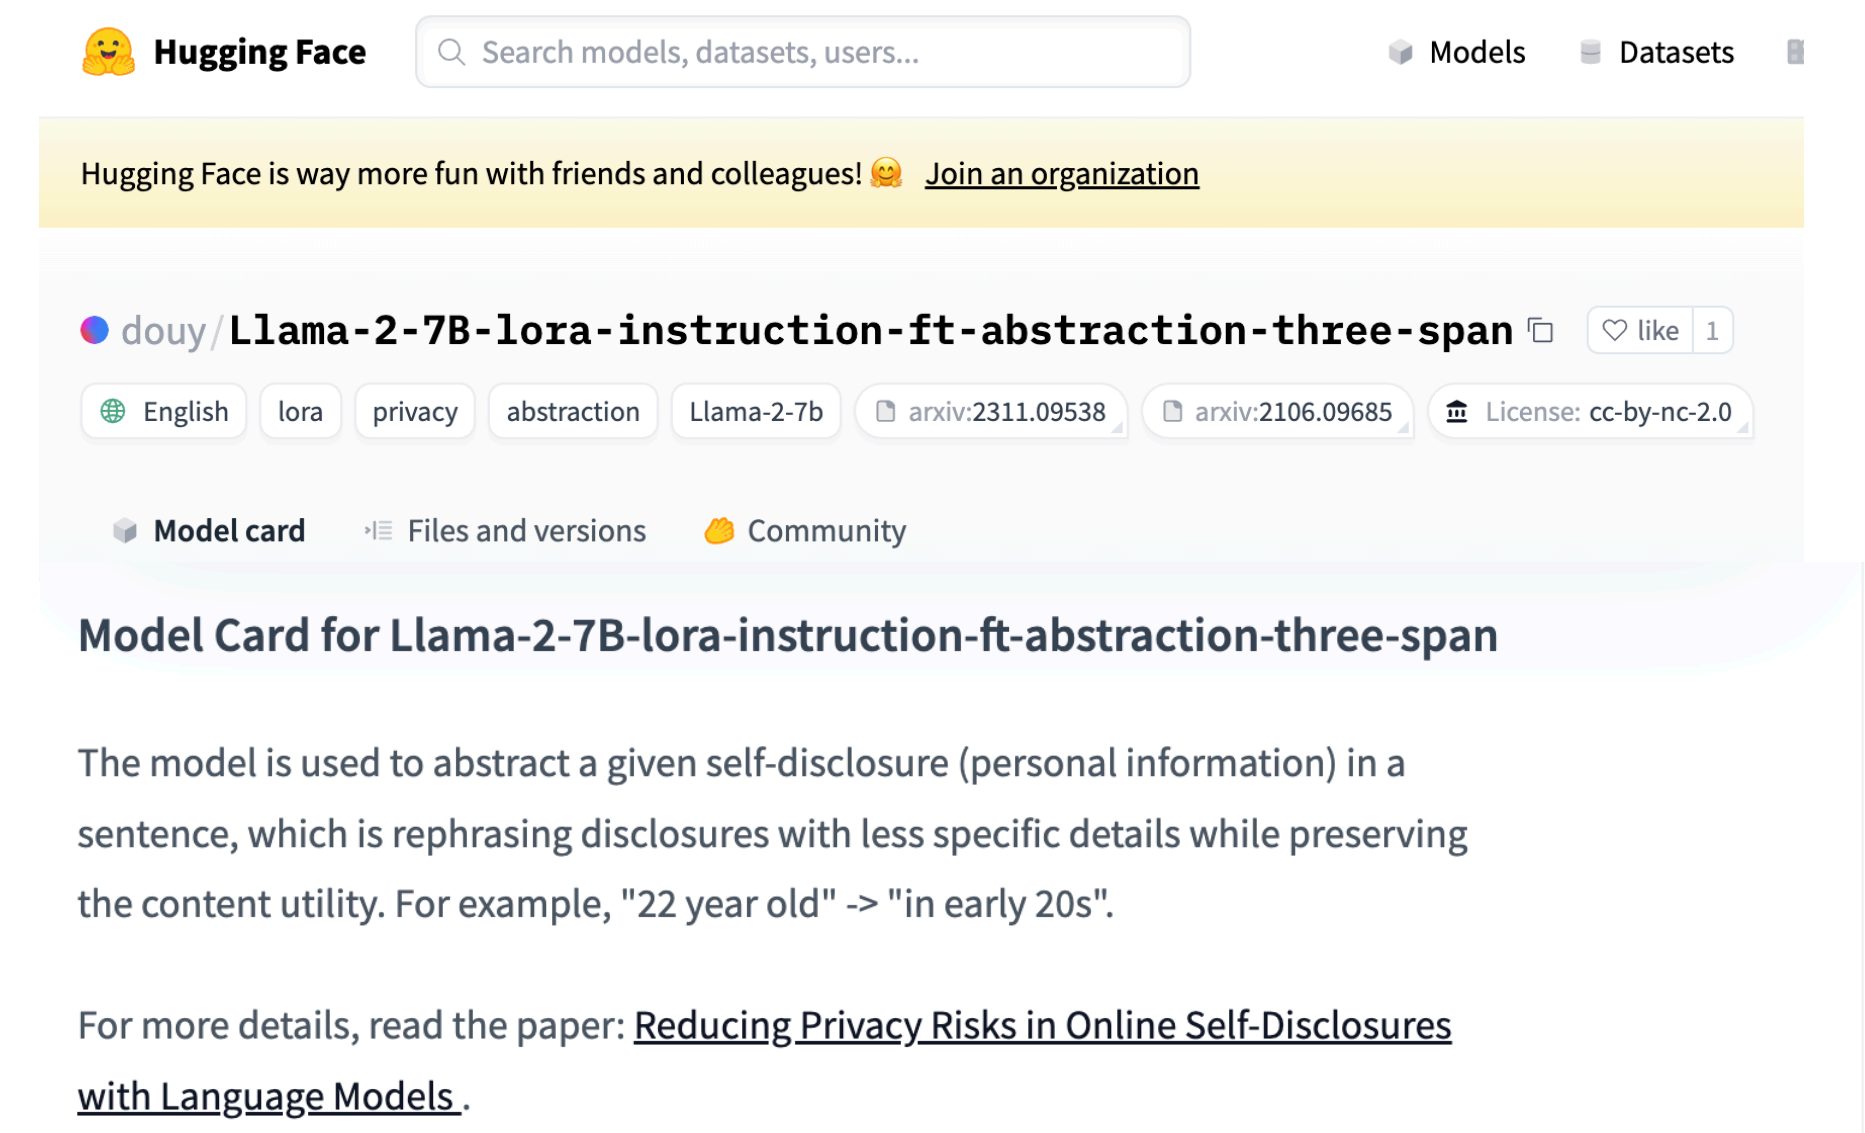 Hugging Face
Search models, datasets, users...
Models
Datasets
Hugging Face is way more fun with friends and colleagues! 🤗 Join an organization
douy/Llama-2-7B-lora-instruction-ft-abstraction-three-span
like 1
English
lora
privacy
abstraction
Llama-2-7b
arxiv:2311.09538
arxiv:2106.09685
License: cc-by-nc-2.0
Model card
Files and versions
Community
Model Card for Llama-2-7B-lora-instruction-ft-abstraction-three-span
The model is used to abstract a given self-disclosure (personal information) in a
sentence, which is rephrasing disclosures with less specific details while preserving
the content utility. For example, "22 year old" -> "in early 20s".
For more details, read the paper: Reducing Privacy Risks in Online Self-Disclosures
with Language Models .